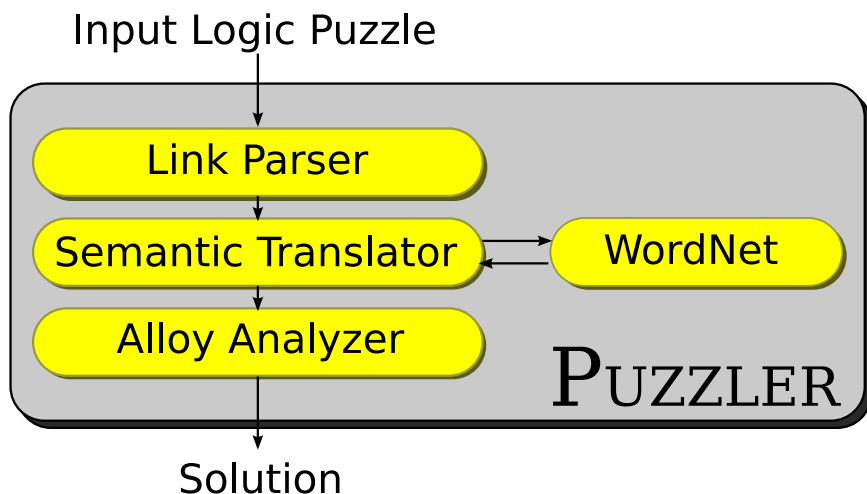 Input Logic Puzzle
Link Parser
Semantic Translator
WordNet
Alloy Analyzer
PUZZLER
Solution